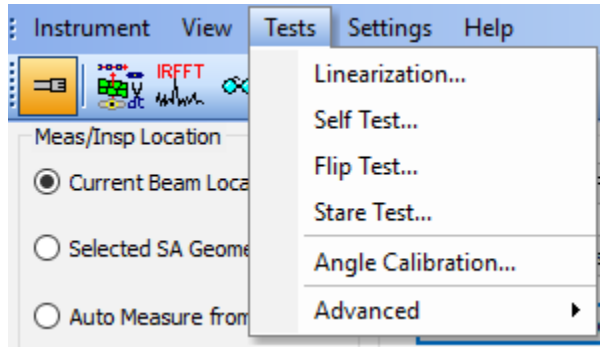 Instrument View Tests Settings Help
IRFFT
Linearization...
Self Test...
Flip Test...
Stare Test...
Angle Calibration...
Advanced
Meas/Insp Location
Current Beam Loca
Selected SA Geome
Auto Measure from